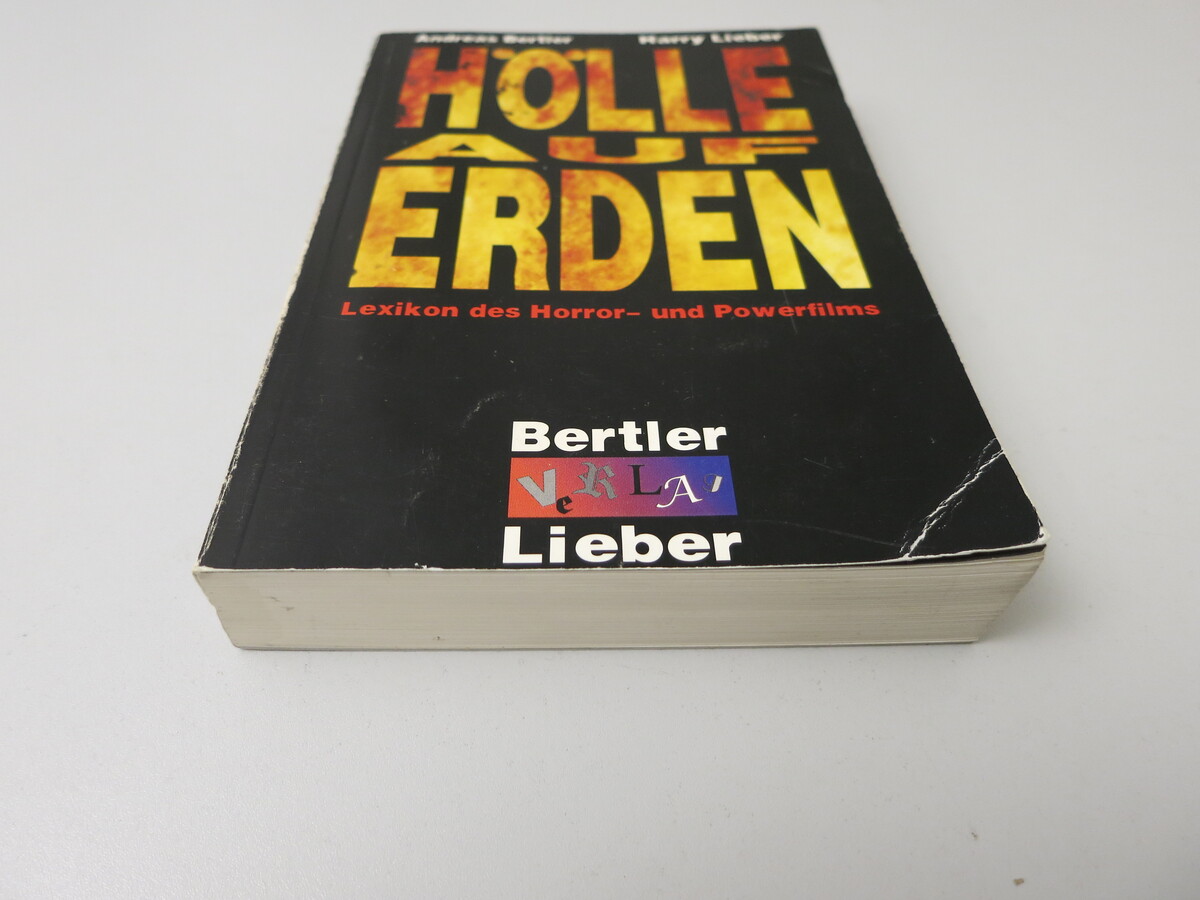 Andreas Bertler Harry Lieber
HÖLLE
AUF
ERDEN
Lexikon des Horror- und Powerfilms
Bertler
VeRLAg
Lieber